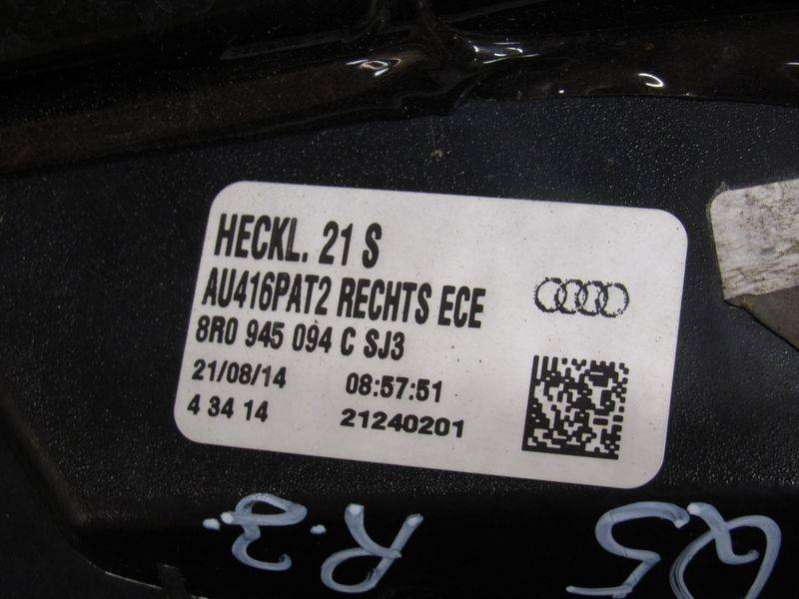 HECKL. 21 S
AU416PAT2 RECHTS ECE
8R0 945 094 C SJ3
21/08/14 08:57:51
4 34 14 21240201
R.3. Q5